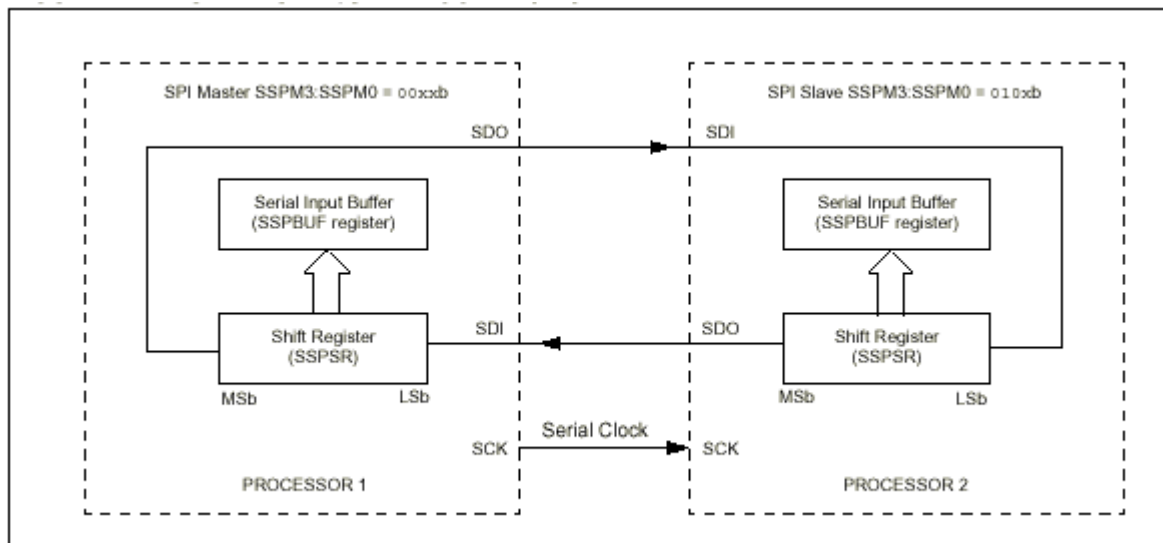 SPI Master SSPM3:SSPM0 = 00xxb
SDO
Serial Input Buffer
(SSPBUF register)
Shift Register
(SSPSR)
MSb
LSb
SDI
SCK
PROCESSOR 1
Serial Clock
SPI Slave SSPM3:SSPM0 = 010xb
SDI
Serial Input Buffer
(SSPBUF register)
SDO
Shift Register
(SSPSR)
MSb
LSb
SCK
PROCESSOR 2